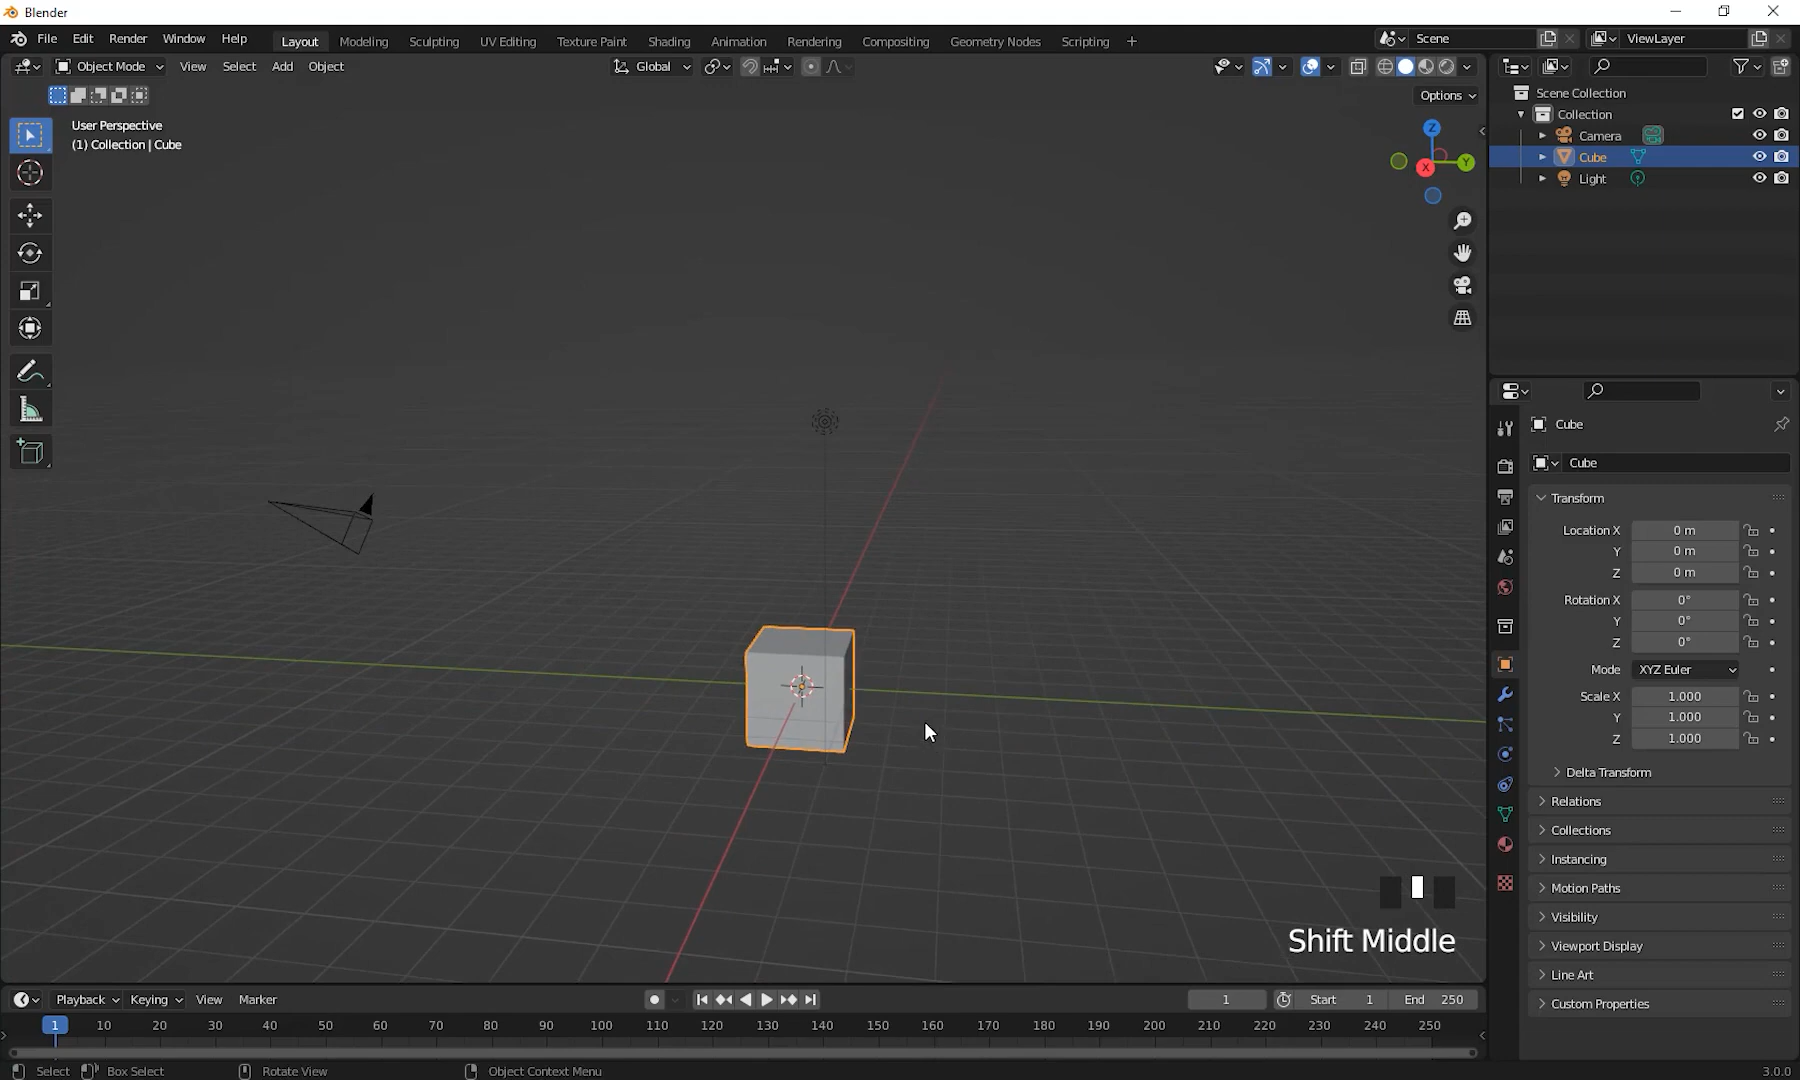 Blender
File Edit Render Window Help Layout Modeling Sculpting UV Editing Texture Paint Shading Animation Rendering Compositing Geometry Nodes Scripting + Scene ViewLayer
Object Mode View Select Add Object Global
Options
User Perspective
(1) Collection | Cube
Z
Y
X
Scene Collection
Collection
Camera
Cube
Light
Cube
Cube
Transform
Location X 0 m
Y 0 m
Z 0 m
Rotation X 0°
Y 0°
Z 0°
Mode XYZ Euler
Scale X 1.000
Y 1.000
Z 1.000
Delta Transform
Relations
Collections
Instancing
Motion Paths
Visibility
Viewport Display
Line Art
Custom Properties
Shift Middle
Playback Keying View Marker 1 Start 1 End 250
1 10 20 30 40 50 60 70 80 90 100 110 120 130 140 150 160 170 180 190 200 210 220 230 240 250
Select Box Select Rotate View Object Context Menu 3.0.0